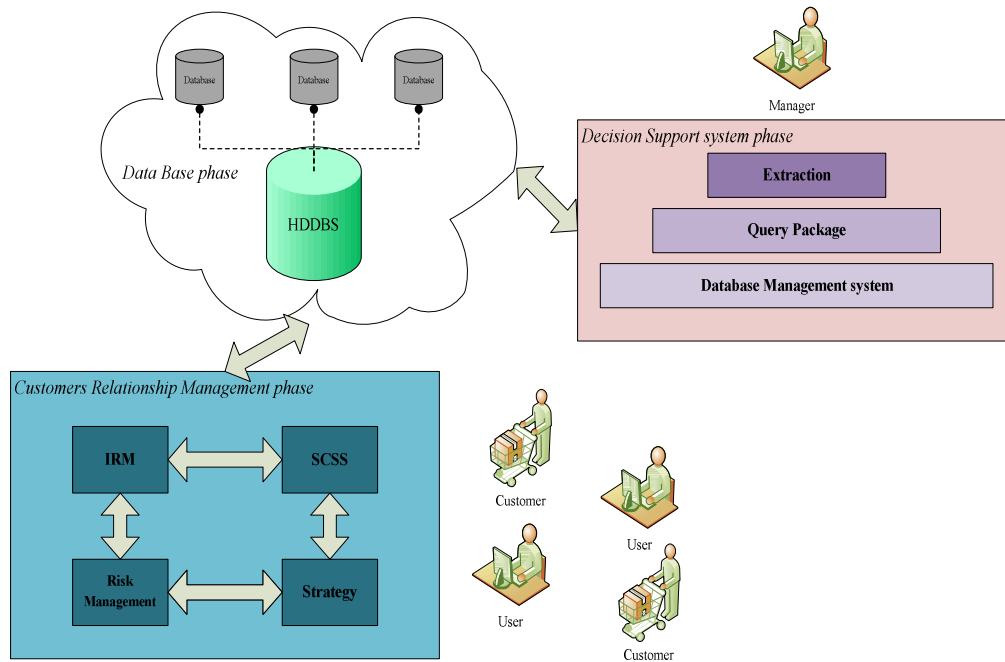 Database
Database
Database
Data Base phase
HDDBS
Manager
Decision Support system phase
Extraction
Query Package
Database Management system
Customers Relationship Management phase
IRM
SCSS
Risk
Management
Strategy
Customer
User
User
Customer